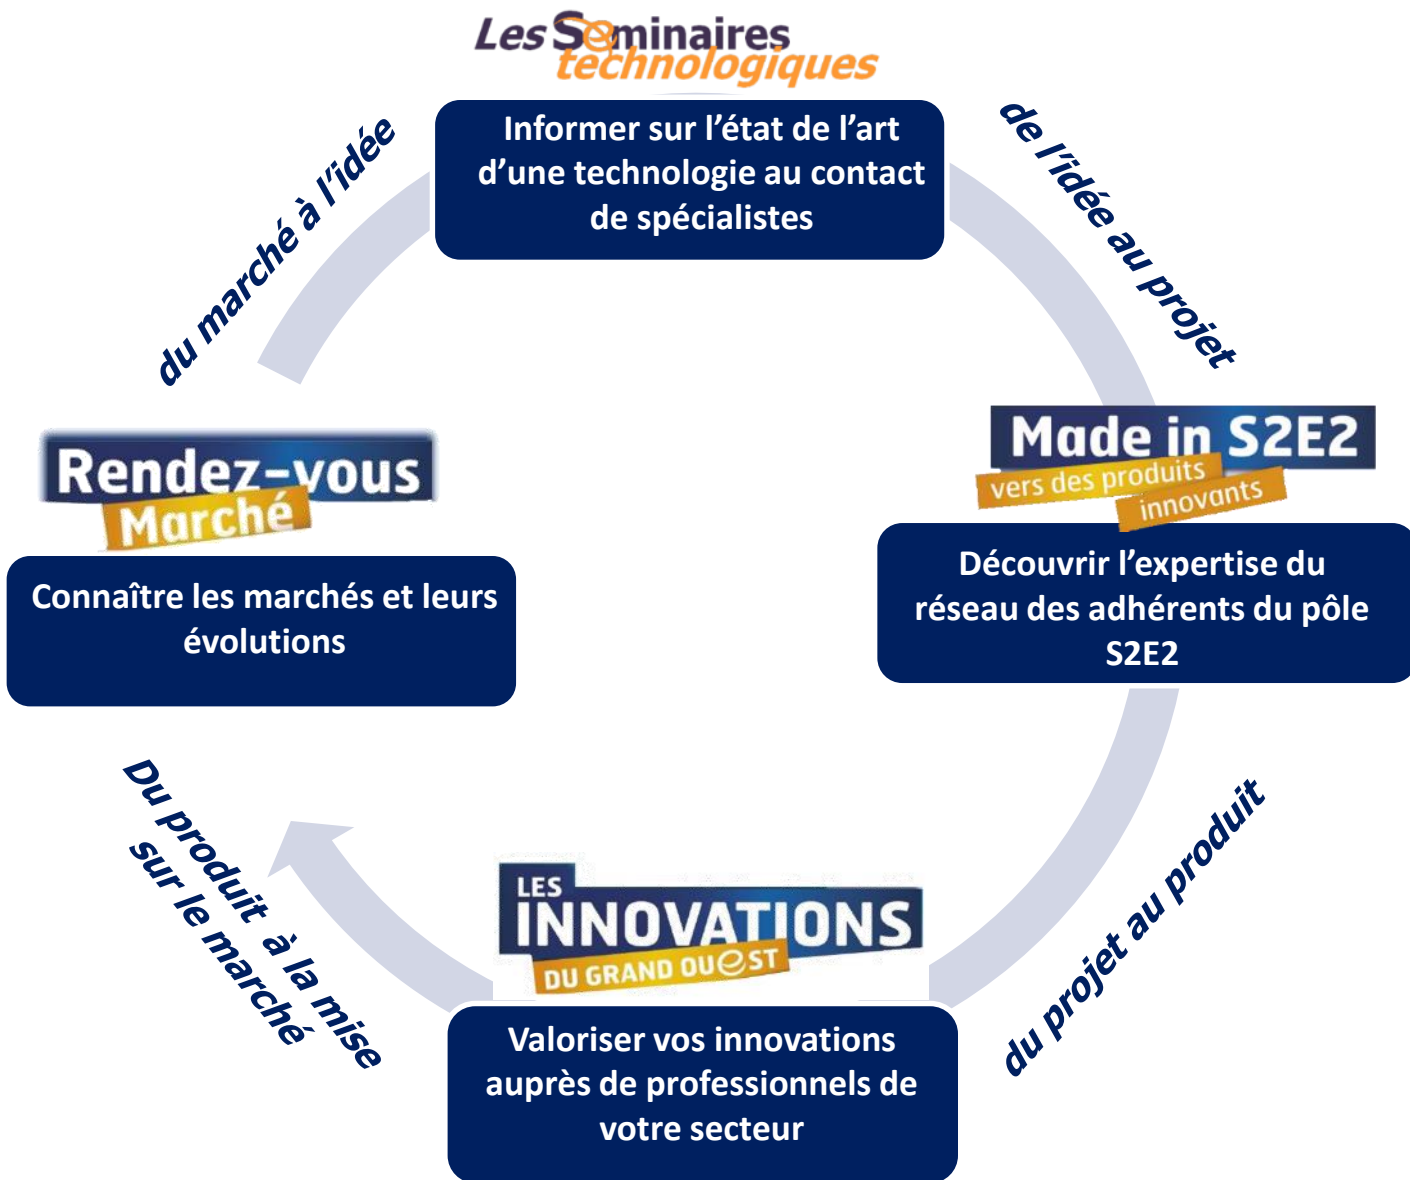 Les Seminaires
technologiques
Informer sur l’état de l’art
d’une technologie au contact
de spécialistes
du marché à l’idée
de l’idée au projet
Rendez-vous
Marché
Connaître les marchés et leurs
évolutions
Made in S2E2
vers des produits
innovants
Découvrir l’expertise du
réseau des adhérents du pôle
S2E2
Du produit à la mise
sur le marché
du projet au produit
LES
INNOVATIONS
DU GRAND OUEST
Valoriser vos innovations
auprès de professionnels de
votre secteur